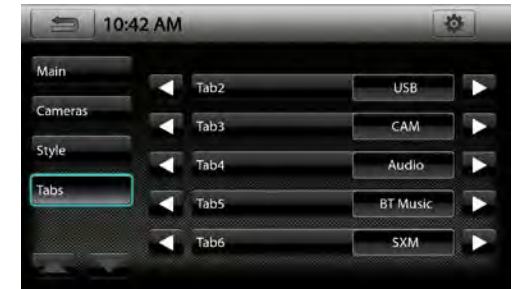 10:42 AM
Main
Cameras
Style
Tabs
Tab2 USB
Tab3 CAM
Tab4 Audio
Tab5 BT Music
Tab6 SXM